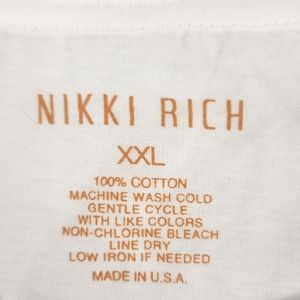 NIKKI RICH
XXL
100% COTTON
MACHINE WASH COLD
GENTLE CYCLE
WITH LIKE COLORS
NON-CHLORINE BLEACH
LINE DRY
LOW IRON IF NEEDED
MADE IN U.S.A.